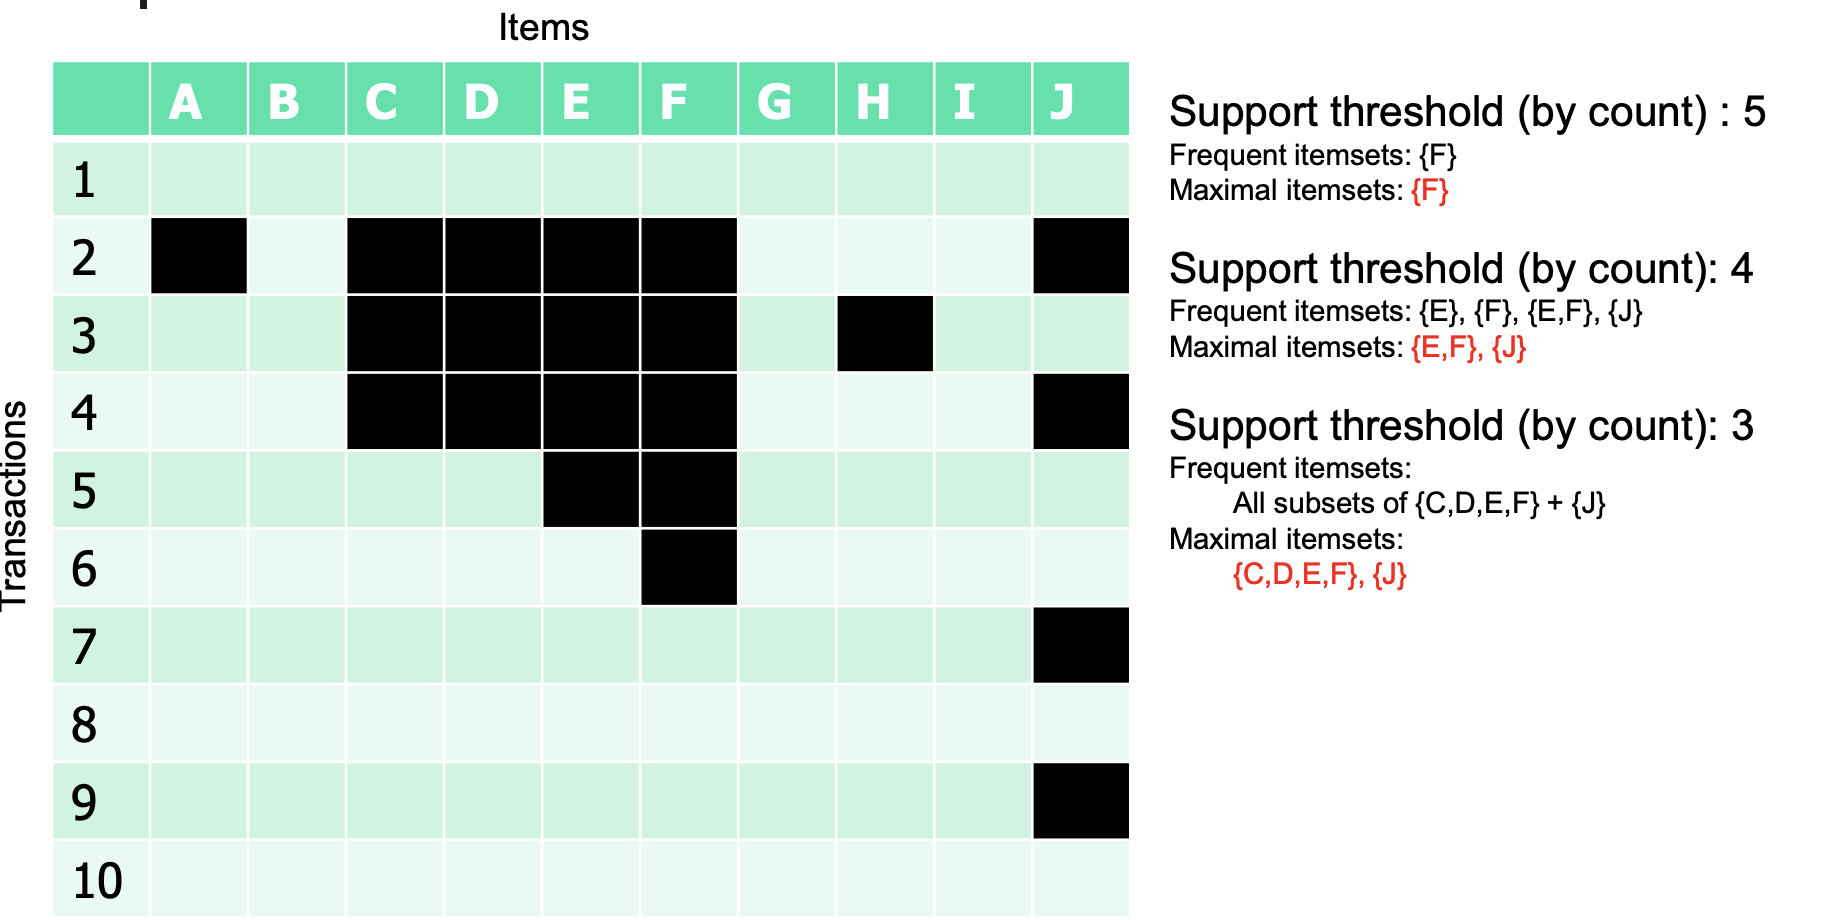 Items
A B C D E F G H I J
1
2
3
4
5
6
7
8
9
10
Transactions
Support threshold (by count) : 5
Frequent itemsets: {F}
Maximal itemsets: {F}
Support threshold (by count): 4
Frequent itemsets: {E}, {F}, {E,F}, {J}
Maximal itemsets: {E,F}, {J}
Support threshold (by count): 3
Frequent itemsets:
All subsets of {C,D,E,F} + {J}
Maximal itemsets:
{C,D,E,F}, {J}